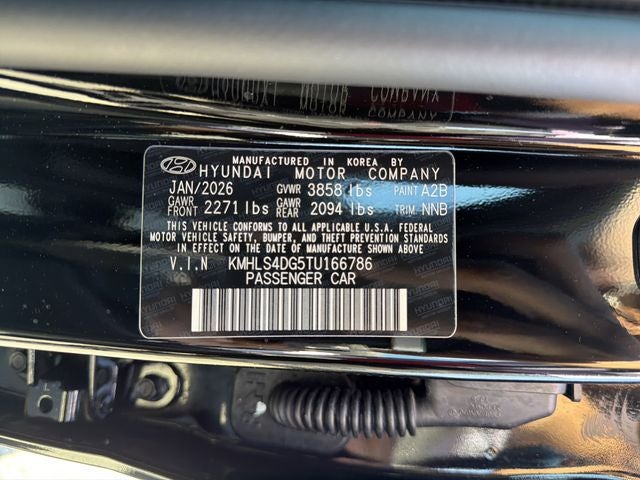 MANUFACTURED IN KOREA BY
HYUNDAI MOTOR COMPANY
JAN/2026 GVWR 3858 lbs PAINT A2B
GAWR FRONT 2271 lbs GAWR REAR 2094 lbs TRIM NNB
THIS VEHICLE CONFORMS TO ALL APPLICABLE U.S.A. FEDERAL
MOTOR VEHICLE SAFETY, BUMPER, AND THEFT PREVENTION STANDARDS
IN EFFECT ON THE DATE OF MANUFACTURE SHOWN ABOVE
V.I.N KMHLS4DG5TU166786
PASSENGER CAR